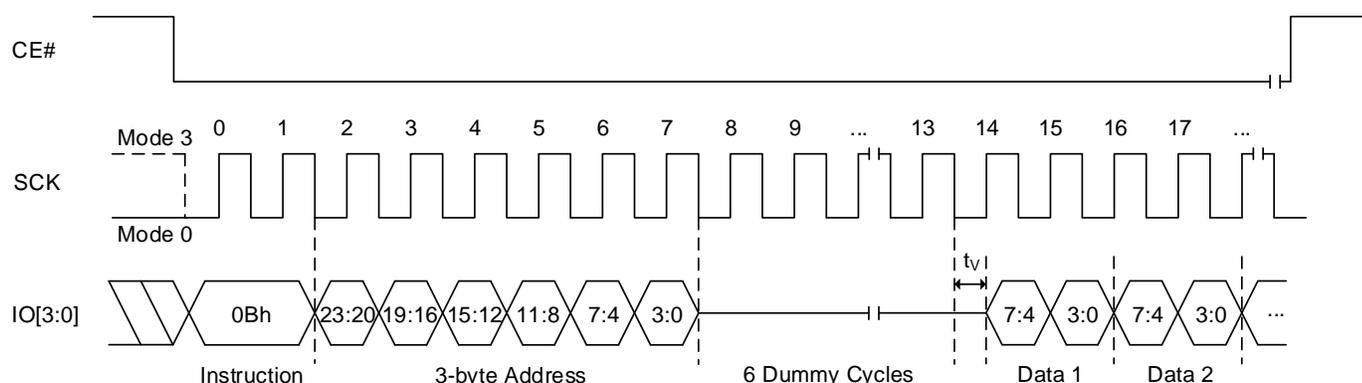 CE#
0 1 2 3 4 5 6 7 8 9 ... 13 14 15 16 17 ...
Mode 3
SCK
Mode 0
tV
IO[3:0] 0Bh 23:20 19:16 15:12 11:8 7:4 3:0 7:4 3:0 7:4 3:0 ...
Instruction 3-byte Address 6 Dummy Cycles Data 1 Data 2